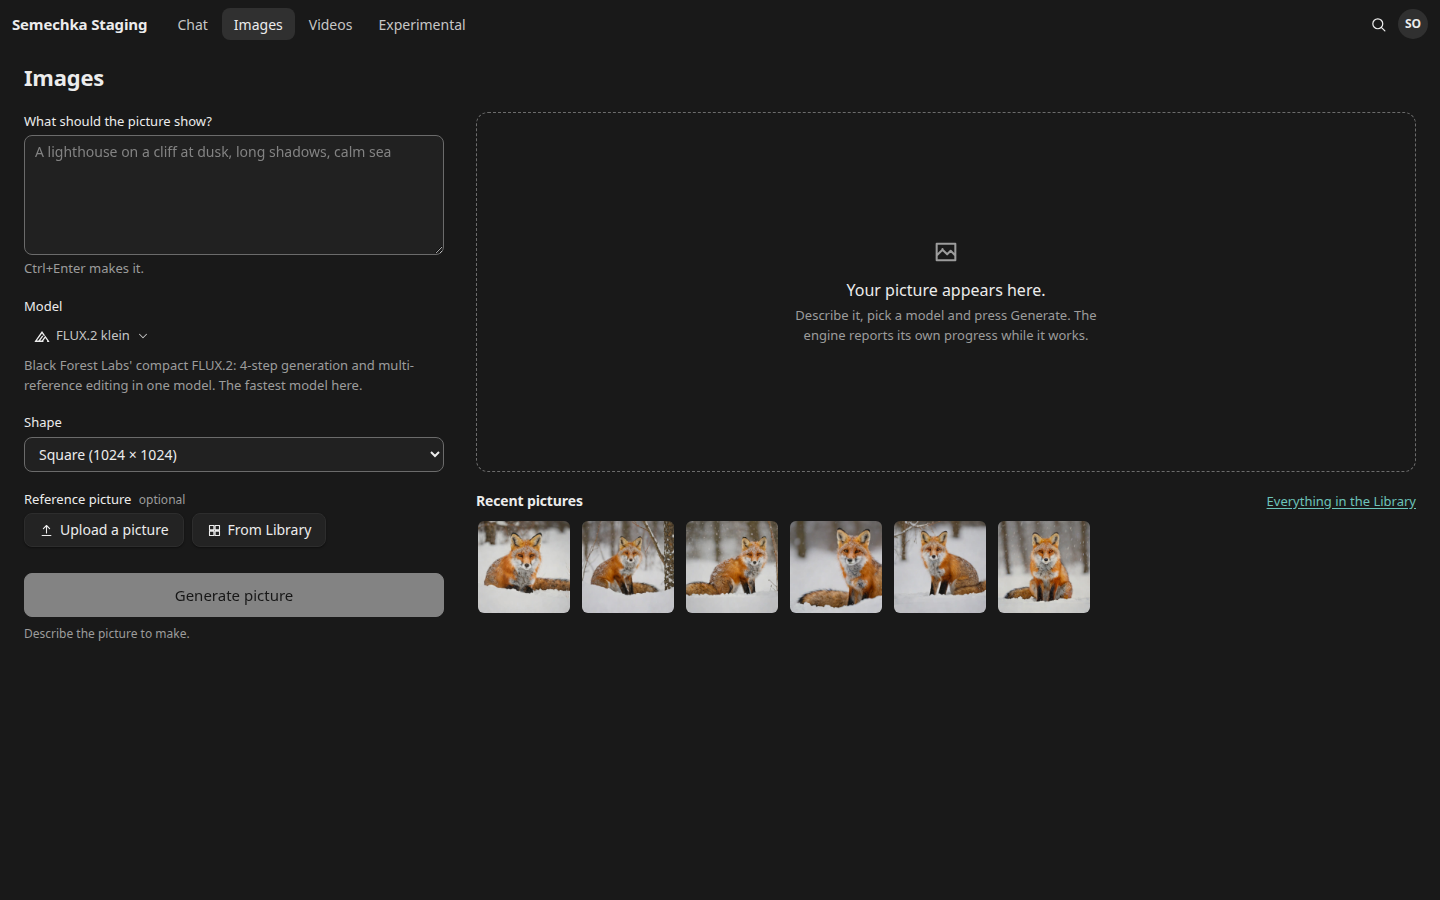 Semechka Staging
Chat
Images
Videos
Experimental
SO
Images
What should the picture show?
A lighthouse on a cliff at dusk, long shadows, calm sea
Ctrl+Enter makes it.
Model
FLUX.2 klein
Black Forest Labs' compact FLUX.2: 4-step generation and multi-
reference editing in one model. The fastest model here.
Shape
Square (1024 × 1024)
Reference picture optional
Upload a picture
From Library
Generate picture
Describe the picture to make.
Your picture appears here.
Describe it, pick a model and press Generate. The
engine reports its own progress while it works.
Recent pictures
Everything in the Library